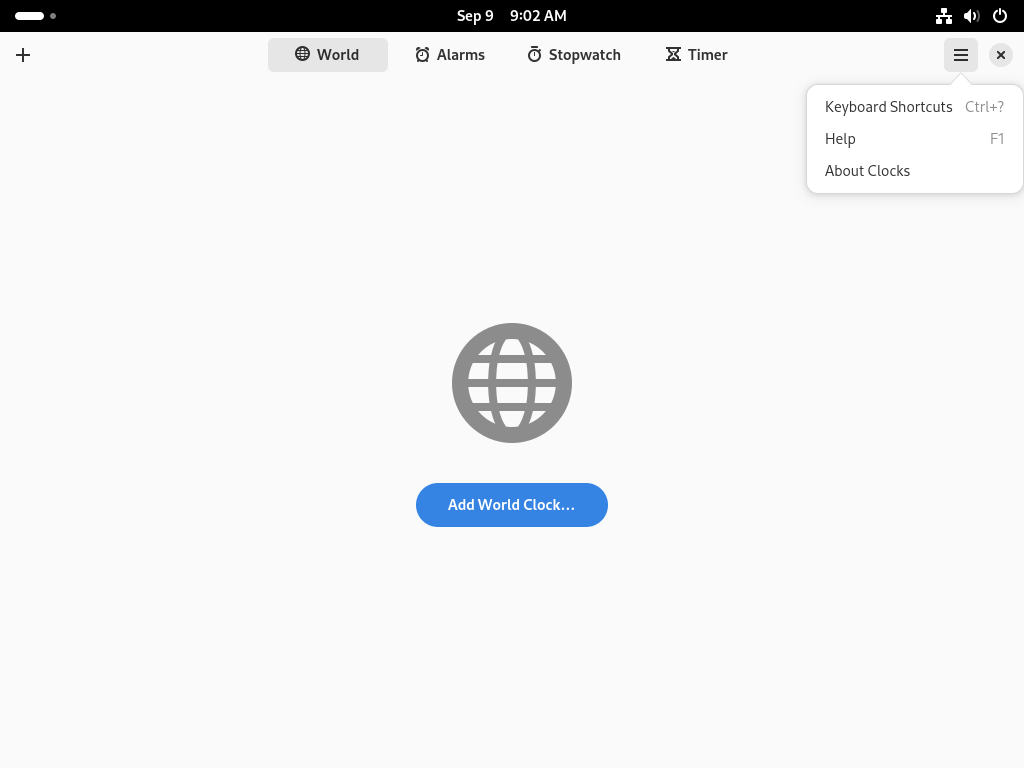 Sep 9 9:02 AM
World Alarms Stopwatch Timer
Keyboard Shortcuts Ctrl+?
Help F1
About Clocks
Add World Clock…